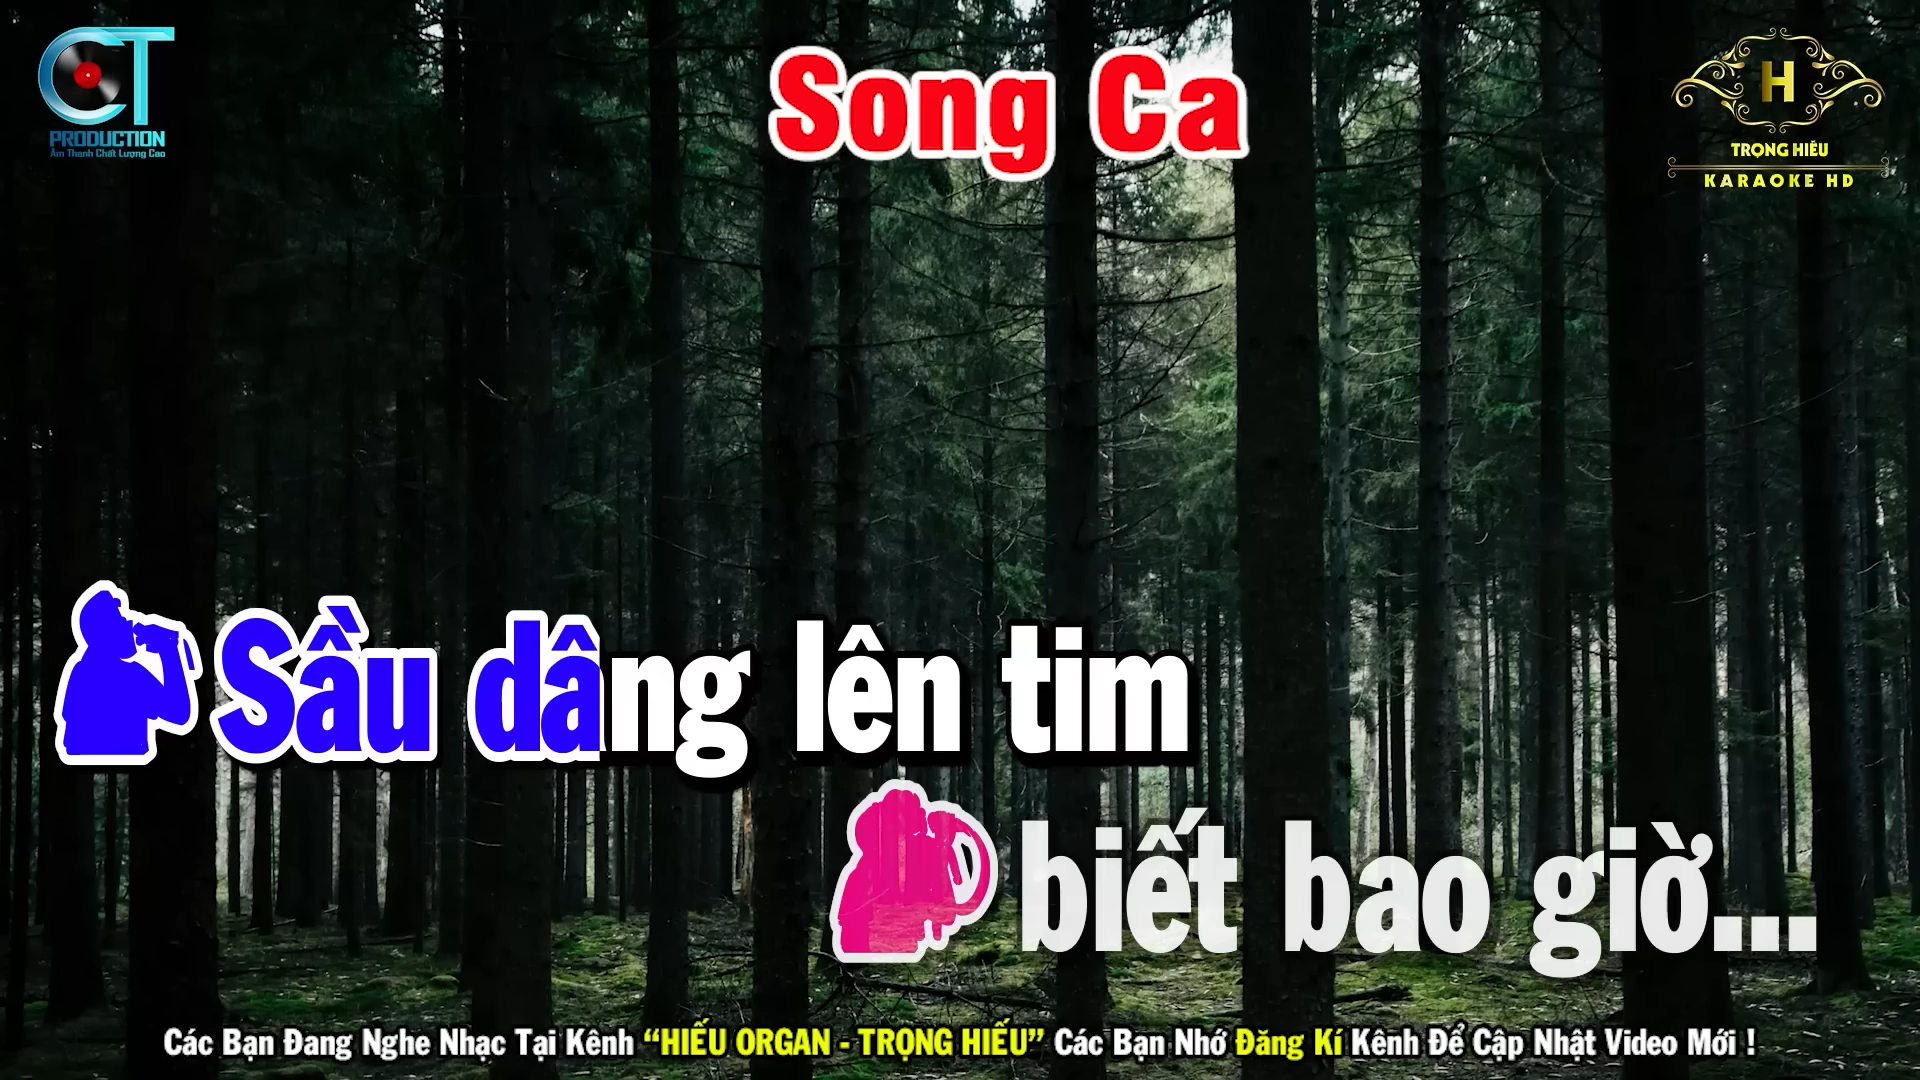 CT
PRODUCTION
Âm Thanh Chất Lượng Cao
Song Ca
H
TRỌNG HIẾU
KARAOKE HD
Sầu dâng lên tim
biết bao giờ...
Các Bạn Đang Nghe Nhạc Tại Kênh “HIẾU ORGAN - TRỌNG HIẾU” Các Bạn Nhớ Đăng Kí Kênh Để Cập Nhật Video Mới !